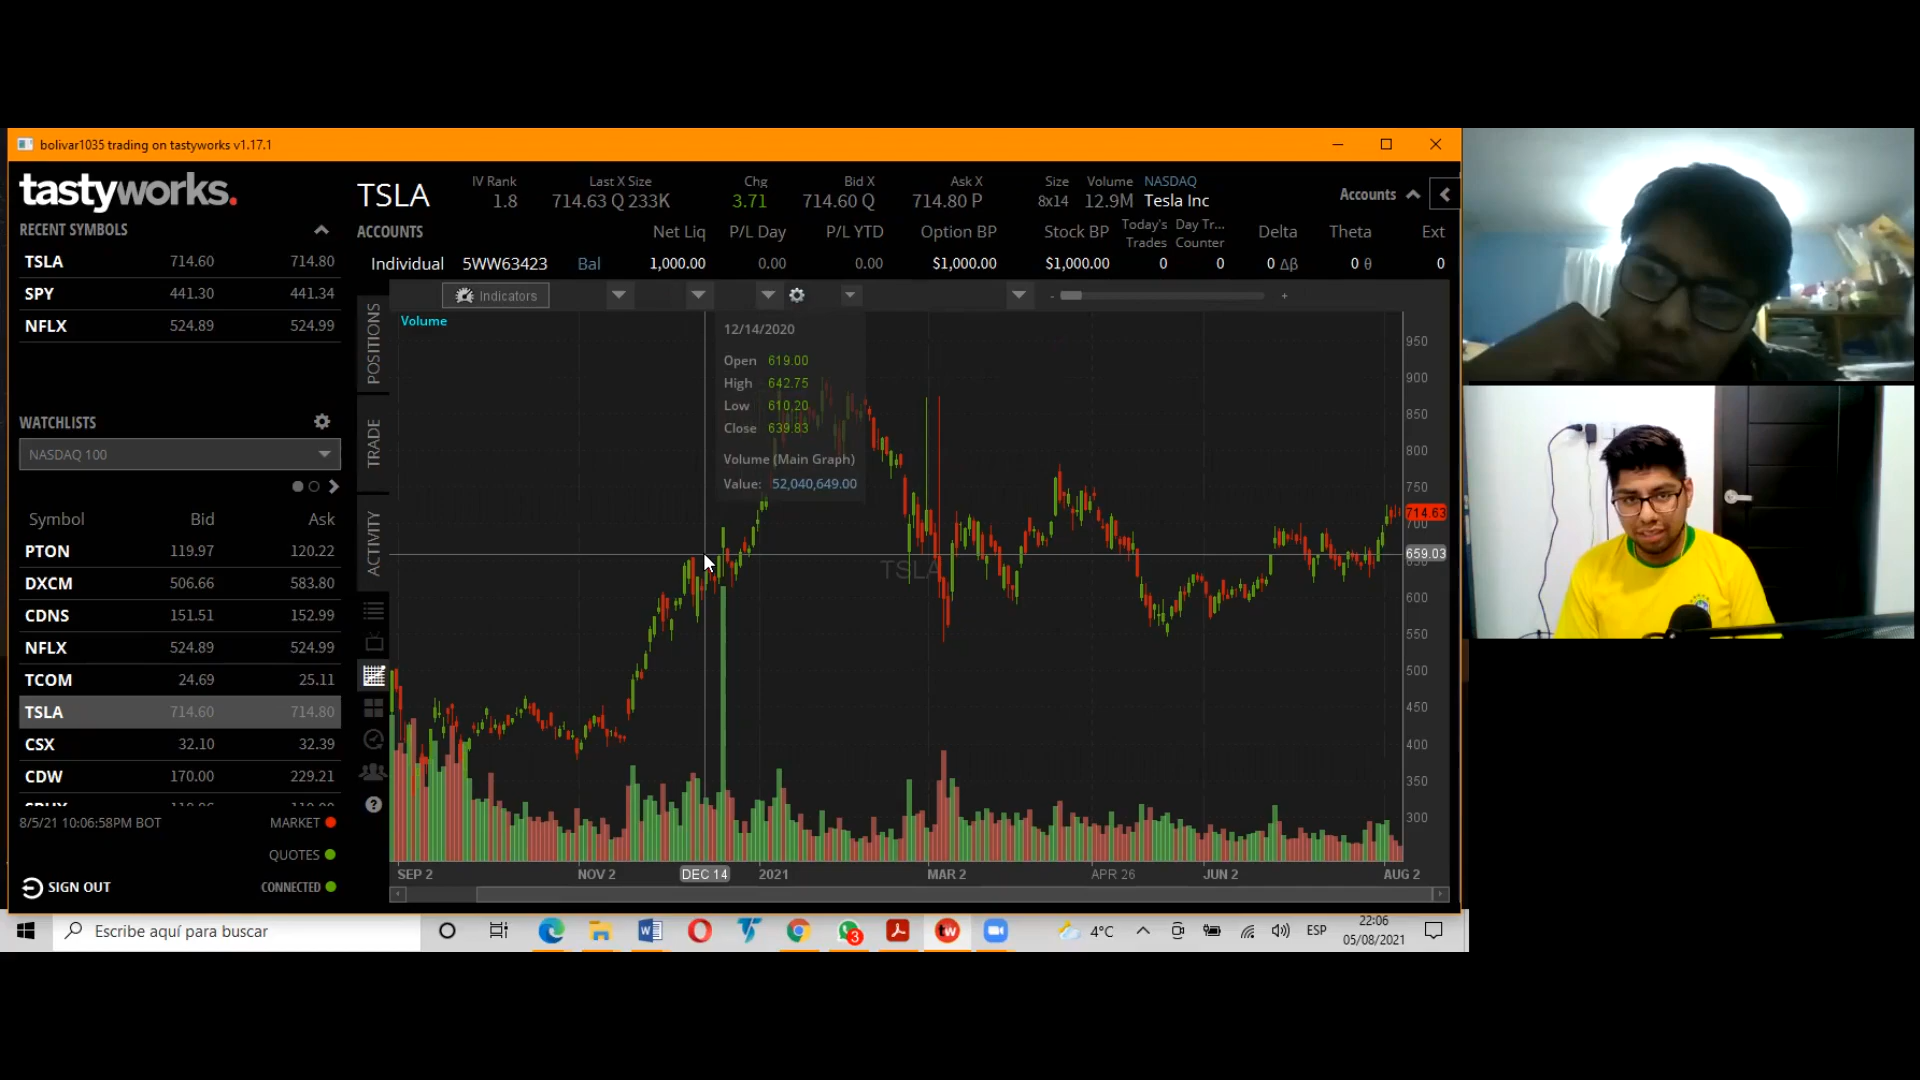 bolivar1035 trading on tastyworks v1.17.1
tastyworks.
RECENT SYMBOLS
TSLA 714.60 714.80
SPY 441.30 441.34
NFLX 524.89 524.99
WATCHLISTS
NASDAQ 100
Symbol Bid Ask
PTON 119.97 120.22
DXCM 506.66 583.80
CDNS 151.51 152.99
NFLX 524.89 524.99
TCOM 24.69 25.11
TSLA 714.60 714.80
CSX 32.10 32.39
CDW 170.00 229.21
8/5/21 10:06:58PM BOT MARKET
QUOTES
SIGN OUT CONNECTED
TSLA
IV Rank Last X Size Chg Bid X Ask X Size Volume NASDAQ
1.8 714.63 Q 233K 3.71 714.60 Q 714.80 P 8x14 12.9M Tesla Inc
Accounts
ACCOUNTS Net Liq P/L Day P/L YTD Option BP Stock BP Today's Trades Day Tr... Counter Delta Theta Ext
Individual 5WW63423 Bal 1,000.00 0.00 0.00 $1,000.00 $1,000.00 0 0 0 Δβ 0 θ 0
POSITIONS
TRADE
ACTIVITY
Indicators
- +
Volume
12/14/2020
Open 619.00
High 642.75
Low 610.20
Close 639.83
Volume (Main Graph)
Value: 52,040,649.00
TSLA
950
900
850
800
750
714.63
700
659.03
650
600
550
500
450
400
350
300
SEP 2 NOV 2 DEC 14 2021 MAR 2 APR 26 JUN 2 AUG 2
?
Escribe aquí para buscar
W
3
tw
4°C
ESP
22:06
05/08/2021